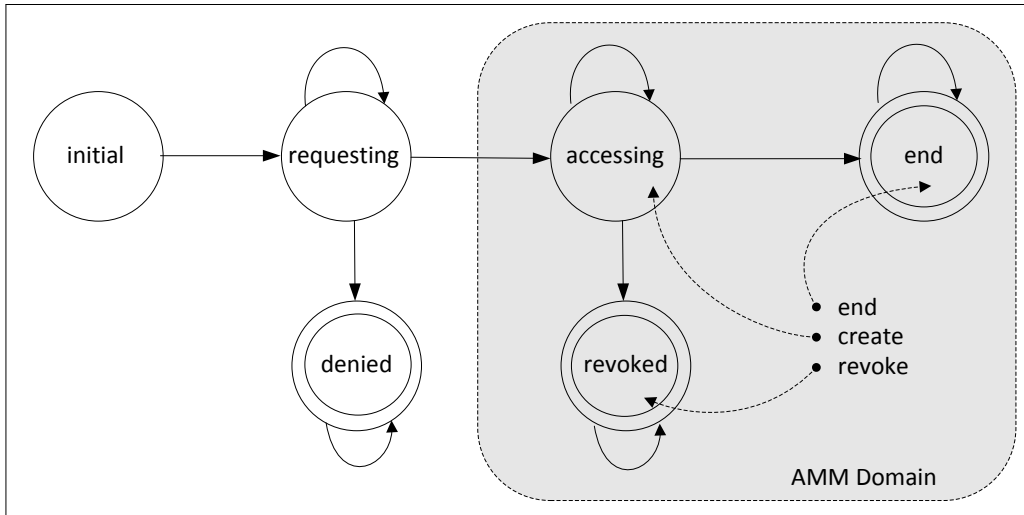 initial
requesting
accessing
end
denied
revoked
end
create
revoke
AMM Domain